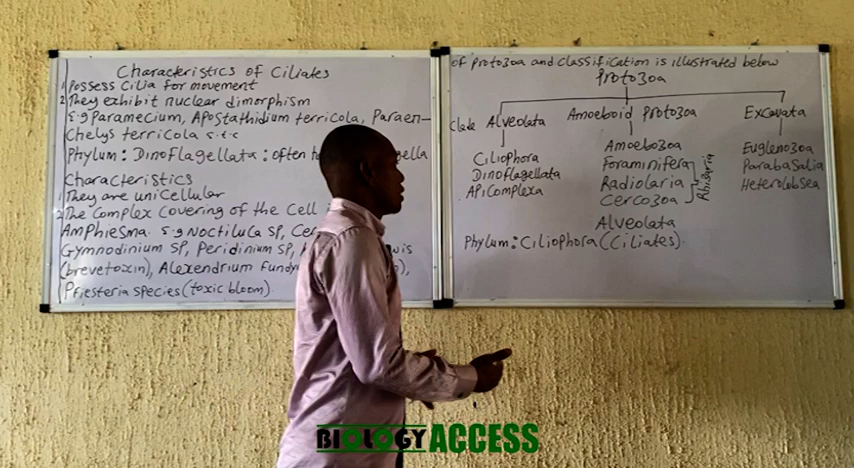 Characteristics of Ciliates
1 Possess Cilia for movement
2 They exhibit nuclear dimorphism
E.g Paramecium, Apostathidium terricola, Paraen-
chelys terricola e.t.c
Phylum: Dinoflagellata: often
Characteristics
1 They are unicellular
2 The Complex covering of the Cell
Amphiesma. E.g Noctiluca sp,
Gymnodinium sp, Peridinium sp,
(brevetoxin), Alexendrium
Pfiesteria species (toxic bloom)
of protozoa and classification is illustrated below
Protozoa
Clade Alveolata Amoeboid Protozoa Excavata
Ciliophora
Dinoflagellata
Apicomplexa
Amoebozoa
Foraminifera
Radiolaria
Cercozoa
Rhizaria
Euglenozoa
Parabasalia
Heterolobsea
Alveolata
Phylum: Ciliophora (Ciliates).
BIOLOGY ACCESS